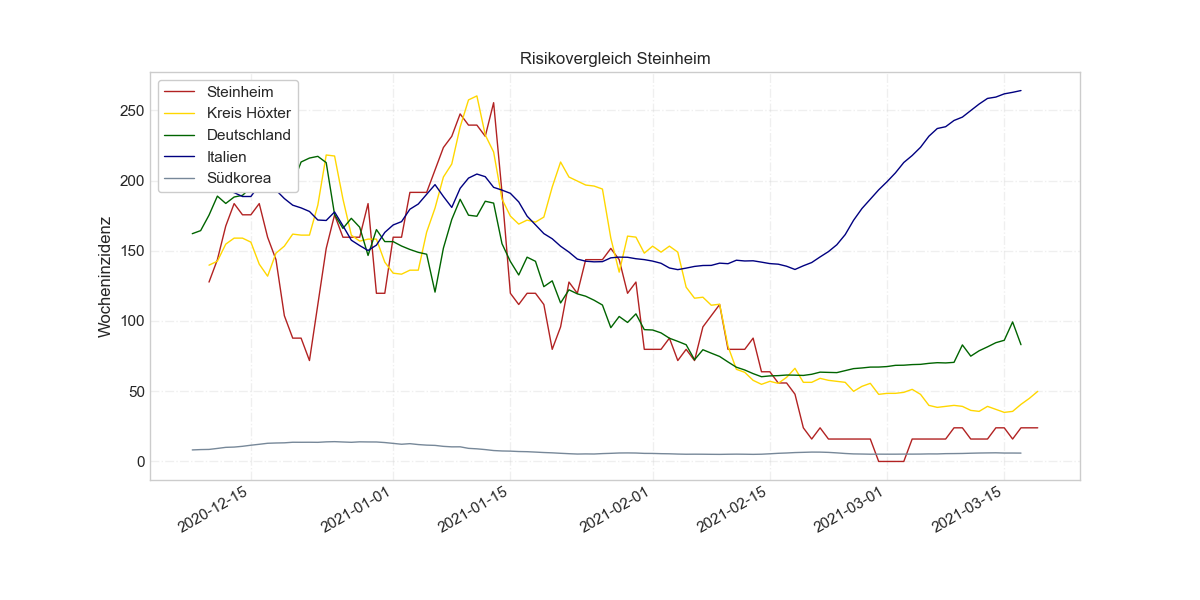 Risikovergleich Steinheim
Steinheim
Kreis Höxter
Deutschland
Italien
Südkorea
Wocheninzidenz
250
200
150
100
50
0
2020-12-15
2021-01-01
2021-01-15
2021-02-01
2021-02-15
2021-03-01
2021-03-15